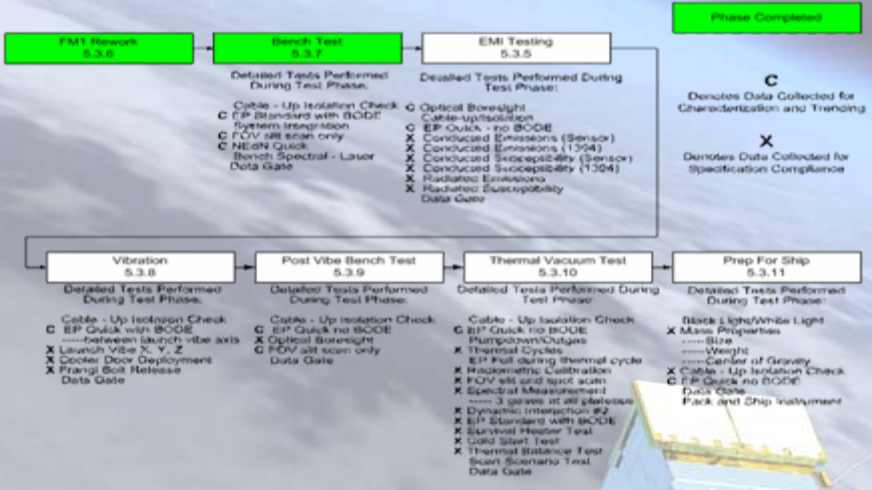 Phase Completed
FM1 Rework
5.3.6
Bench Test
5.3.7
EMI Testing
5.3.5
C
Denotes Data Collected for
Characterization and Trending
X
Denotes Data Collected for
Specification Compliance
Detailed Tests Performed
During Test Phase:
Cable - Up Isolation Check
C EP Standard with BODE
System Integration
C FOV slit scan only
C NEdN Quick
Bench Spectral - Laser
Data Gate
Detailed Tests Performed During
Test Phase:
C Optical Boresight
Cable-up/Isolation
C EP Quick - no BODE
X Conducted Emissions (Sensor)
X Conducted Emissions (1394)
X Conducted Susceptibility (Sensor)
X Conducted Susceptibility (1394)
X Radiated Emissions
X Radiated Susceptibility
Data Gate
Vibration
5.3.8
Detailed Tests Performed
During Test Phase:
Cable - Up Isolation Check
C EP Quick with BODE
-----between launch vibe axis
X Launch Vibe X, Y, Z
X Cooler Door Deployment
X Frangi Bolt Release
Data Gate
Post Vibe Bench Test
5.3.9
Detailed Tests Performed
During Test Phase:
Cable - Up Isolation Check
C EP Quick no BODE
X Optical Boresight
C FOV slit scan only
Data Gate
Thermal Vacuum Test
5.3.10
Detailed Tests Performed During
Test Phase:
Cable - Up Isolation Check
C EP Quick no BODE
Pumpdown/Outgas
X Thermal Cycles
EP Full during thermal cycle
X Radiometric Calibration
X FOV slit and spot scan
X Spectral Measurement
----- 3 gases at all plateaus
X Dynamic Interaction #2
X EP Standard with BODE
X Survival Heater Test
X Cold Start Test
X Thermal Balance Test
Scan Scenario Test
Data Gate
Prep For Ship
5.3.11
Detailed Tests Performed
During Test Phase:
Black Light/White Light
X Mass Properties
-----Size
-----Weight
-----Center of Gravity
X Cable - Up Isolation Check
C EP Quick no BODE
Data Gate
Pack and Ship Instrument